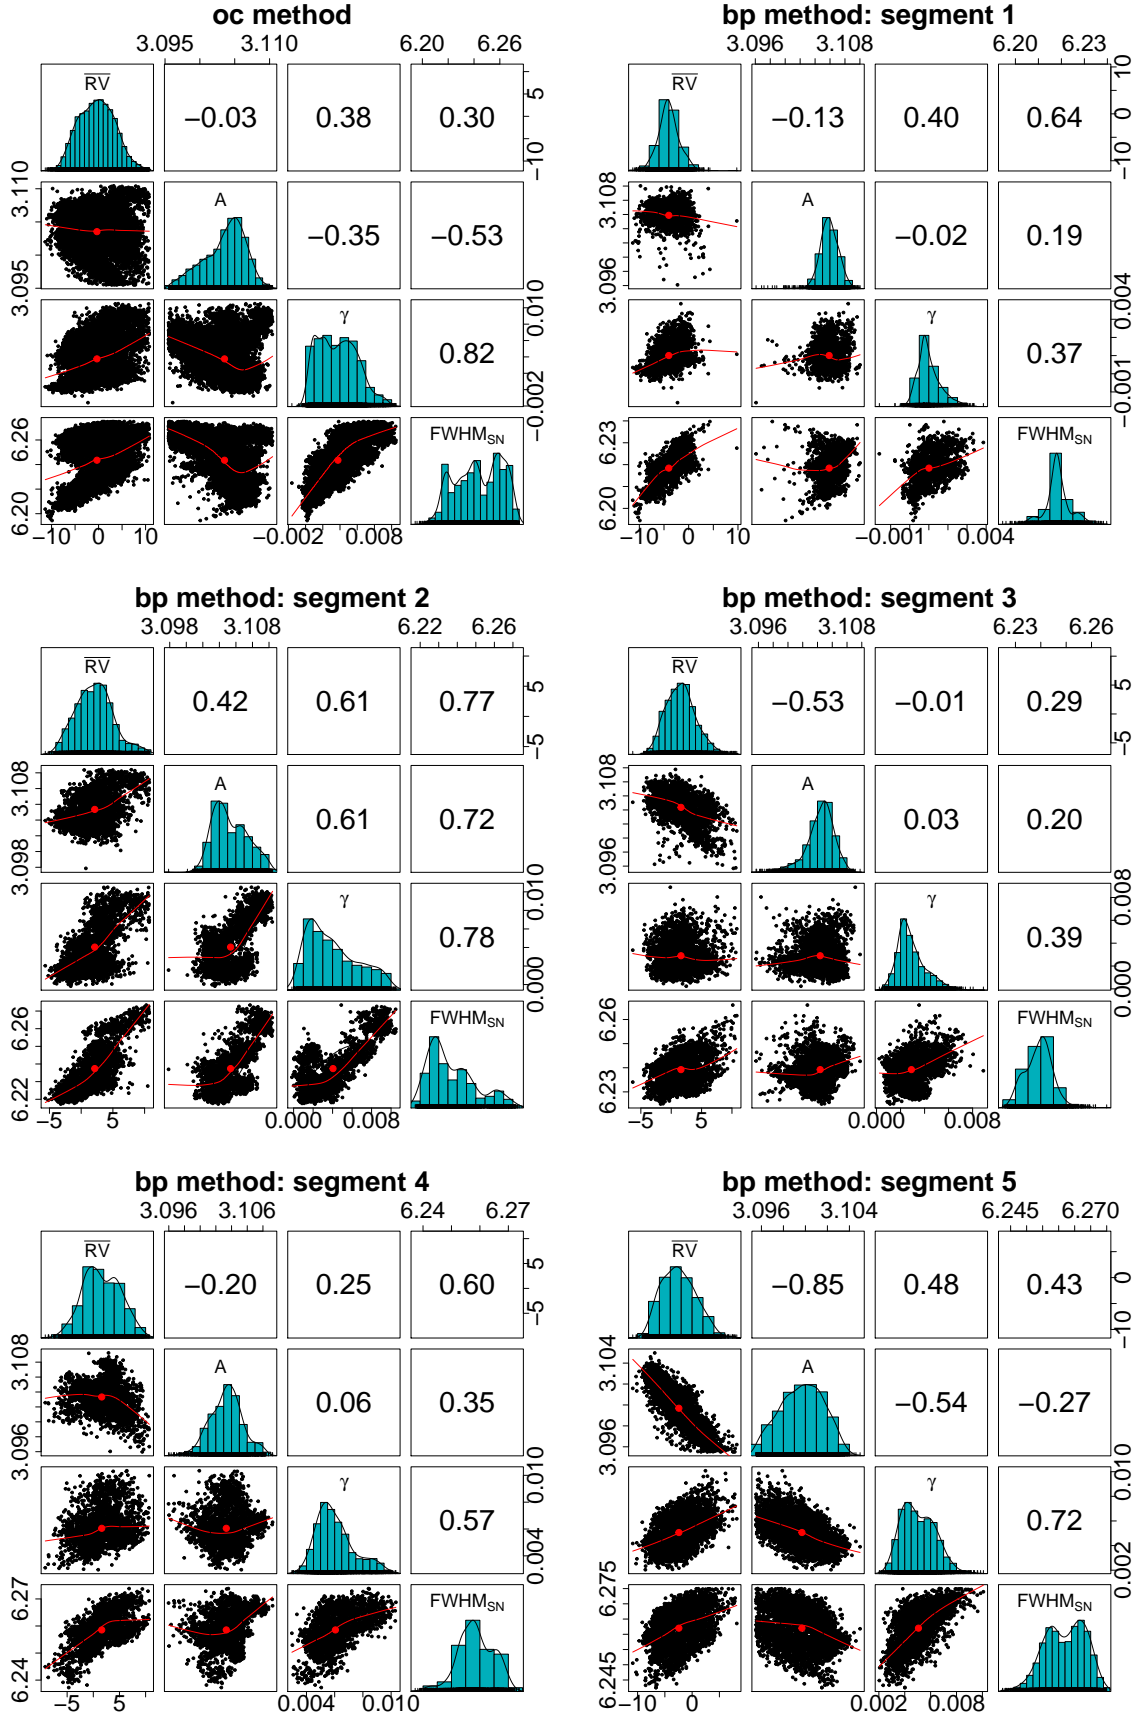 oc method
3.095 3.110 6.20 6.26
RV −0.03 0.38 0.30
−10 5
A −0.35 −0.53
3.095 3.110
γ 0.82
−0.002 0.010
FWHMSN
6.20 6.26
−10 0 10 −0.002 0.008
bp method: segment 1
3.096 3.108 6.20 6.23
RV −0.13 0.40 0.64
−10 0 10
A −0.02 0.19
3.096 3.108
γ 0.37
−0.001 0.004
FWHMSN
6.20 6.23
−10 0 10 −0.001 0.004
bp method: segment 2
3.098 3.108 6.22 6.26
RV 0.42 0.61 0.77
−5 5
A 0.61 0.72
3.098 3.108
γ 0.78
0.000 0.010
FWHMSN
6.22 6.26
−5 5 0.000 0.008
bp method: segment 3
3.096 3.108 6.23 6.26
RV −0.53 −0.01 0.29
−5 5
A 0.03 0.20
3.096 3.108
γ 0.39
0.000 0.008
FWHMSN
6.23 6.26
−5 5 0.000 0.008
bp method: segment 4
3.096 3.106 6.24 6.27
RV −0.20 0.25 0.60
−5 5
A 0.06 0.35
3.096 3.108
γ 0.57
0.004 0.010
FWHMSN
6.24 6.27
−5 5 0.004 0.010
bp method: segment 5
3.096 3.104 6.245 6.270
RV −0.85 0.48 0.43
−10 0
A −0.54 −0.27
3.096 3.104
γ 0.72
0.002 0.010
FWHMSN
6.245 6.275
−10 0 0.002 0.008